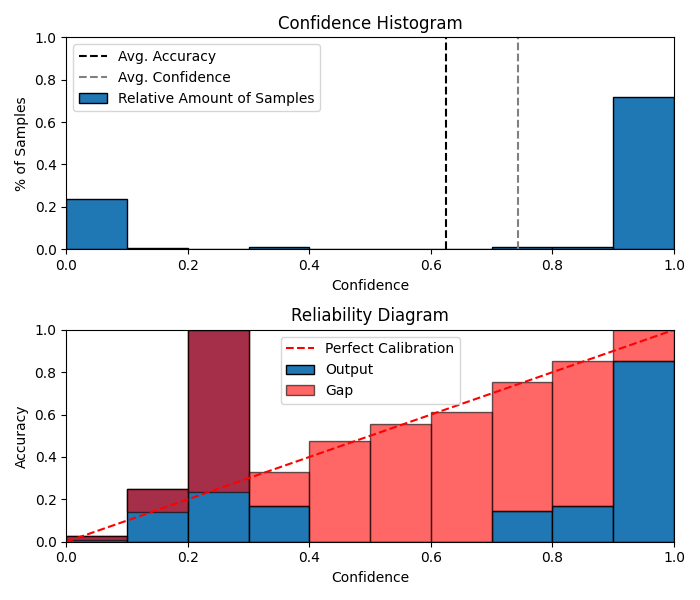 Confidence Histogram
1.0
0.8
0.6
0.4
0.2
0.0
% of Samples
Avg. Accuracy
Avg. Confidence
Relative Amount of Samples
0.0 0.2 0.4 0.6 0.8 1.0
Confidence
Reliability Diagram
1.0
0.8
0.6
0.4
0.2
0.0
Accuracy
Perfect Calibration
Output
Gap
0.0 0.2 0.4 0.6 0.8 1.0
Confidence